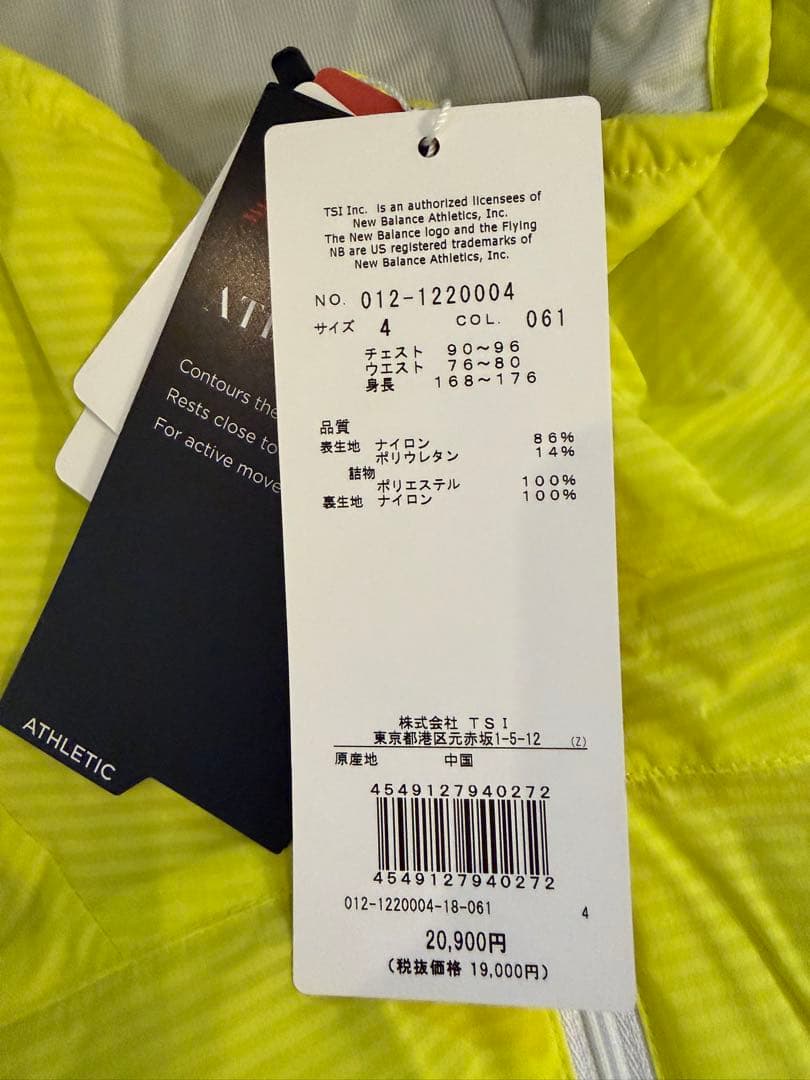 TSI Inc. is an authorized licensees of
New Balance Athletics, Inc.
The New Balance logo and the Flying
NB are US registered trademarks of
New Balance Athletics, Inc.
NO. 012-1220004
サイズ 4 COL. 061
チェスト 90～96
ウエスト 76～80
身長 168～176
品質
表生地 ナイロン 86%
ポリウレタン 14%
詰物
ポリエステル 100%
裏生地 ナイロン 100%
株式会社 TSI
東京都港区元赤坂1-5-12 (Z)
原産地 中国
4549127940272
4549127940272
012-1220004-18-061 4
20,900円
(税抜価格 19,000円)
Contours the
Rests close to
For active move
ATHLETIC